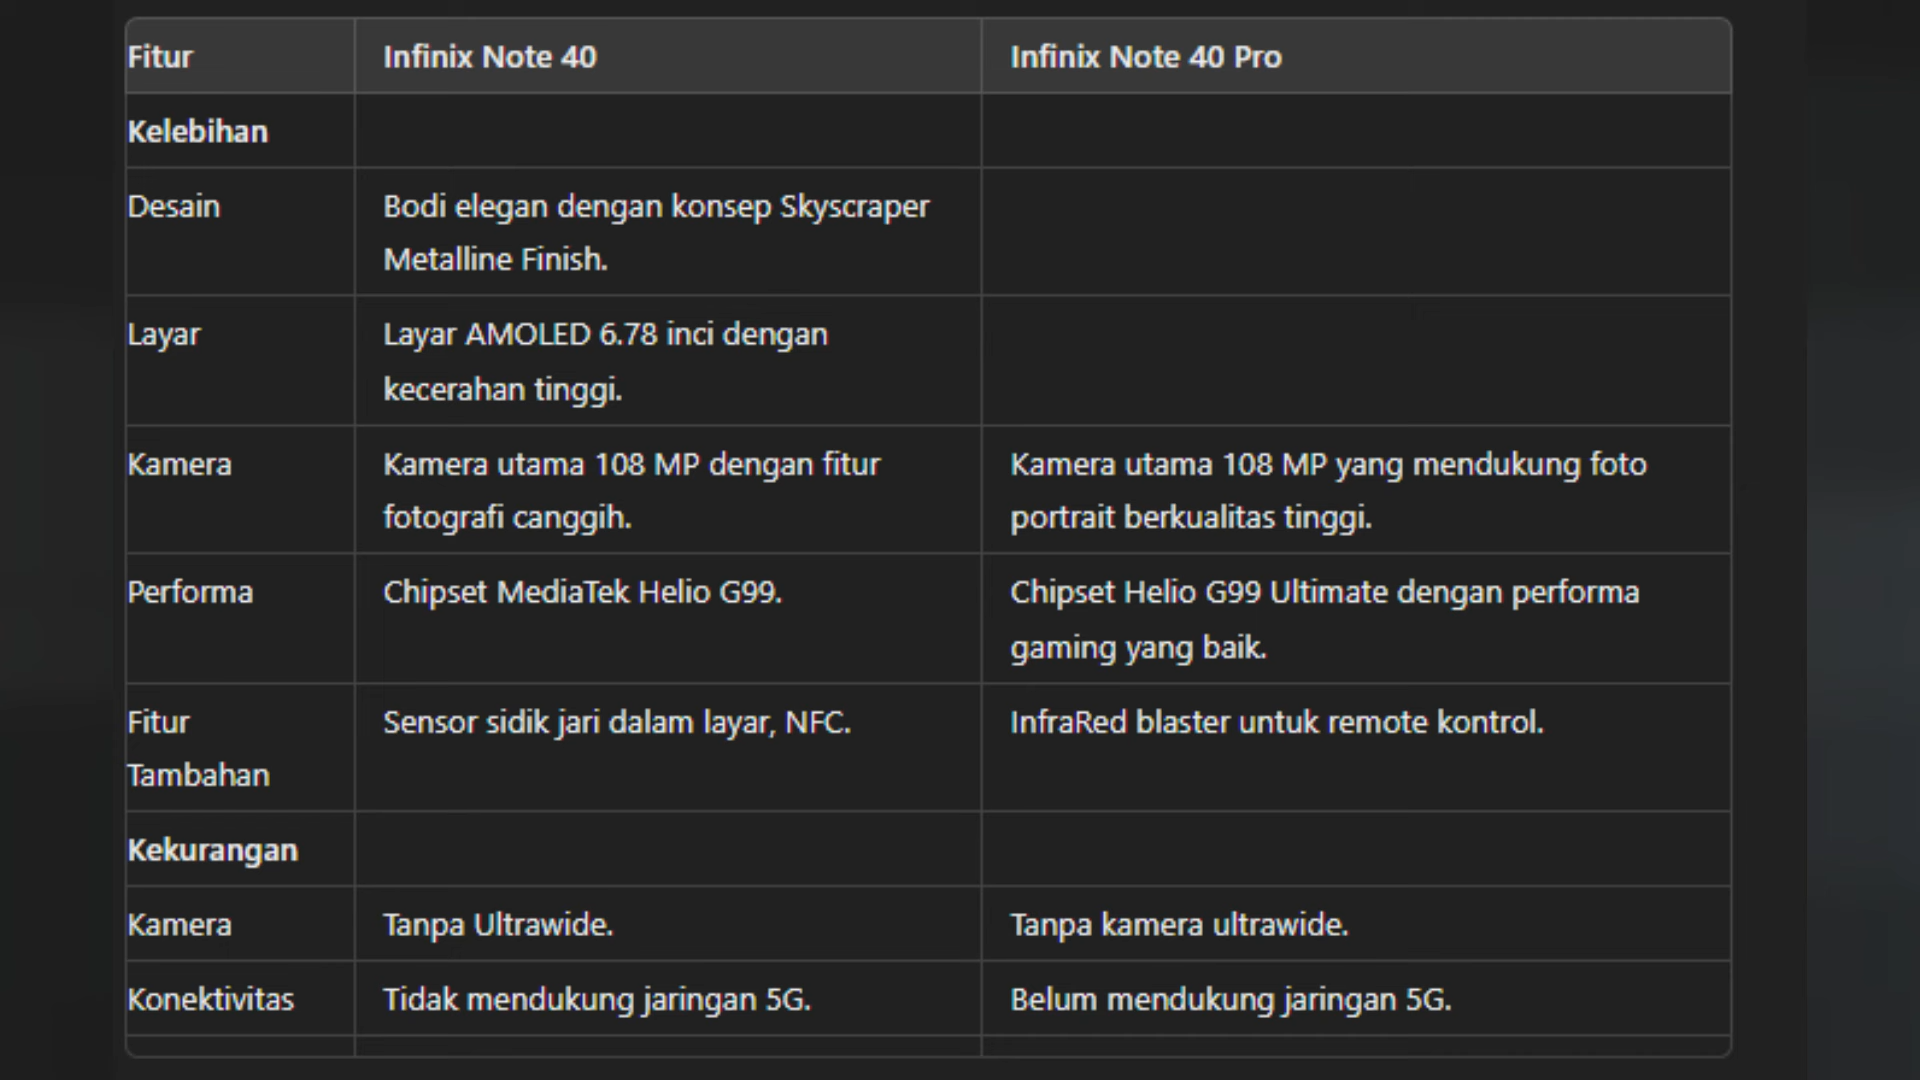 Fitur Infinix Note 40 Infinix Note 40 Pro
Kelebihan
Desain Bodi elegan dengan konsep Skyscraper
Metalline Finish.
Layar Layar AMOLED 6.78 inci dengan
kecerahan tinggi.
Kamera Kamera utama 108 MP dengan fitur Kamera utama 108 MP yang mendukung foto
fotografi canggih. portrait berkualitas tinggi.
Performa Chipset MediaTek Helio G99. Chipset Helio G99 Ultimate dengan performa
gaming yang baik.
Fitur Sensor sidik jari dalam layar, NFC. InfraRed blaster untuk remote kontrol.
Tambahan
Kekurangan
Kamera Tanpa Ultrawide. Tanpa kamera ultrawide.
Konektivitas Tidak mendukung jaringan 5G. Belum mendukung jaringan 5G.